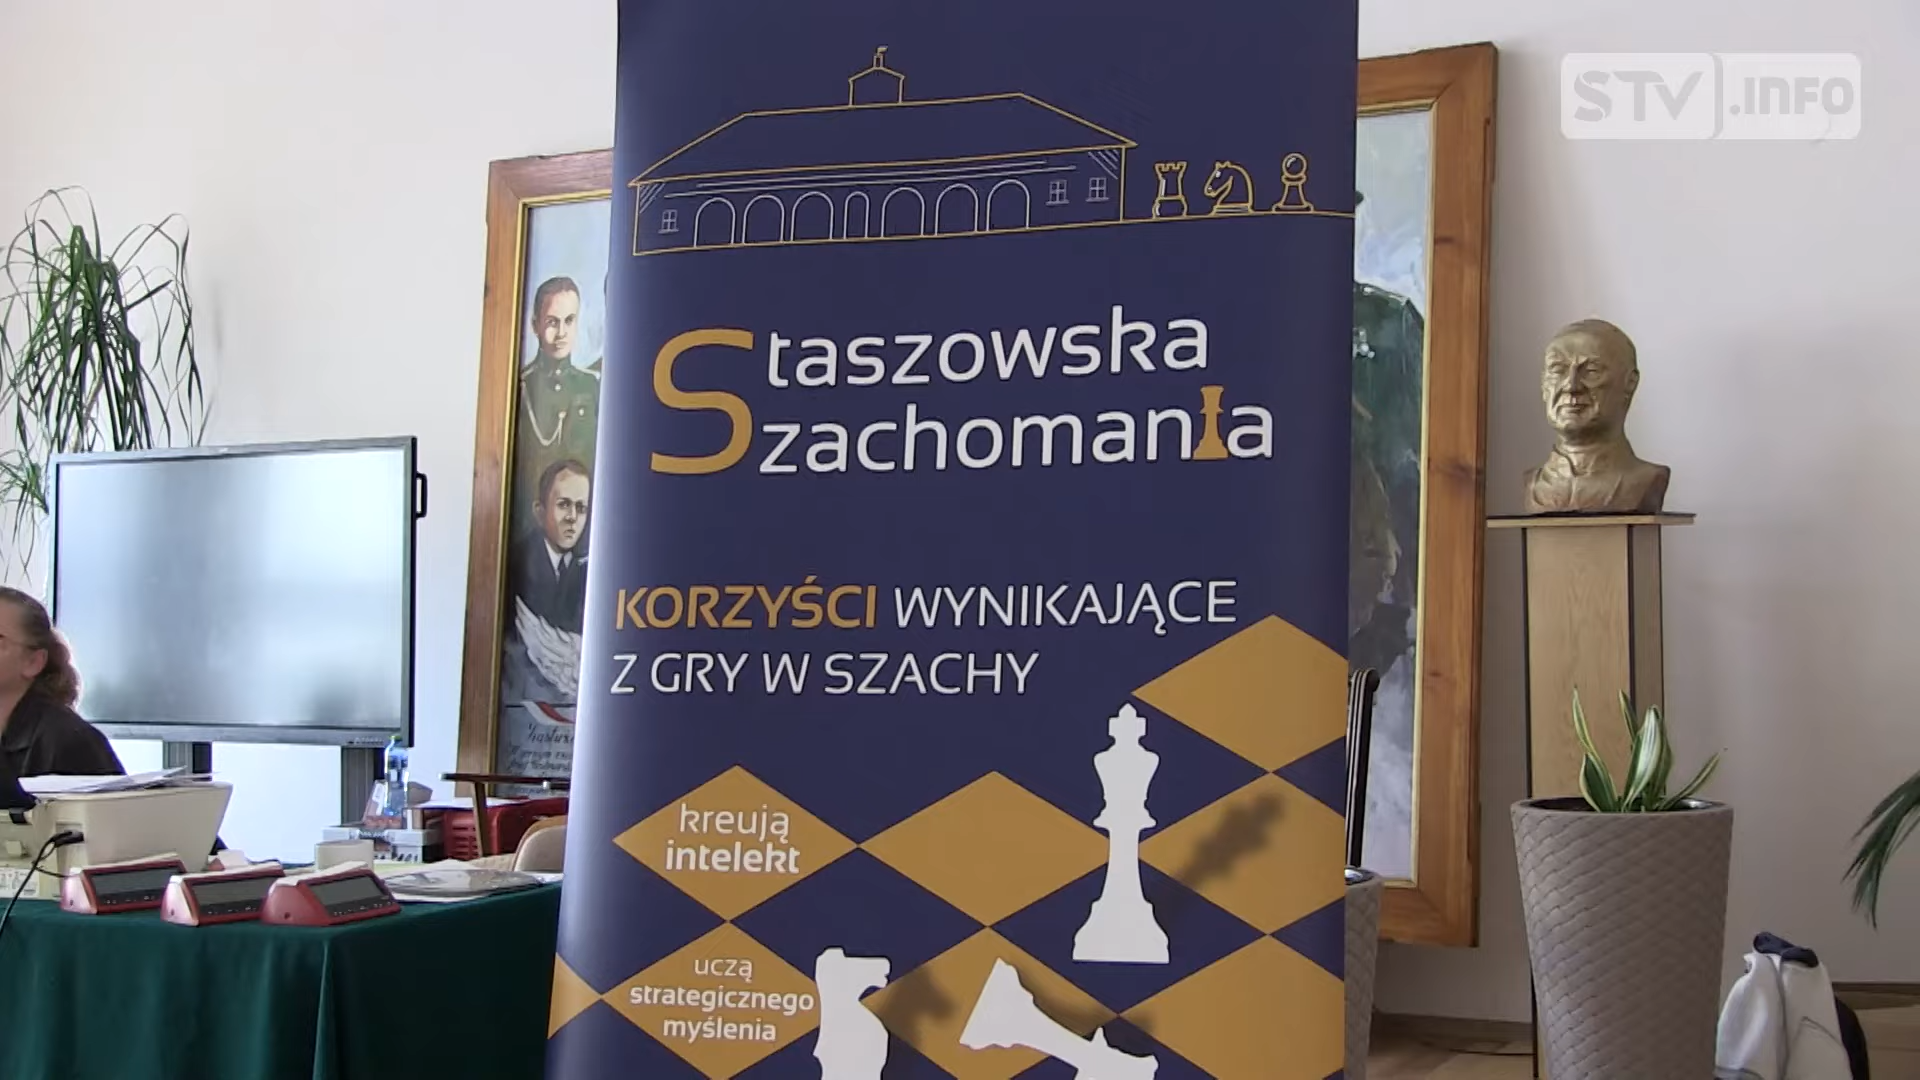 STV.INFO
Staszowska
Szachomania
KORZYŚCI WYNIKAJĄCE
Z GRY W SZACHY
kreują
intelekt
uczą
strategicznego
myślenia